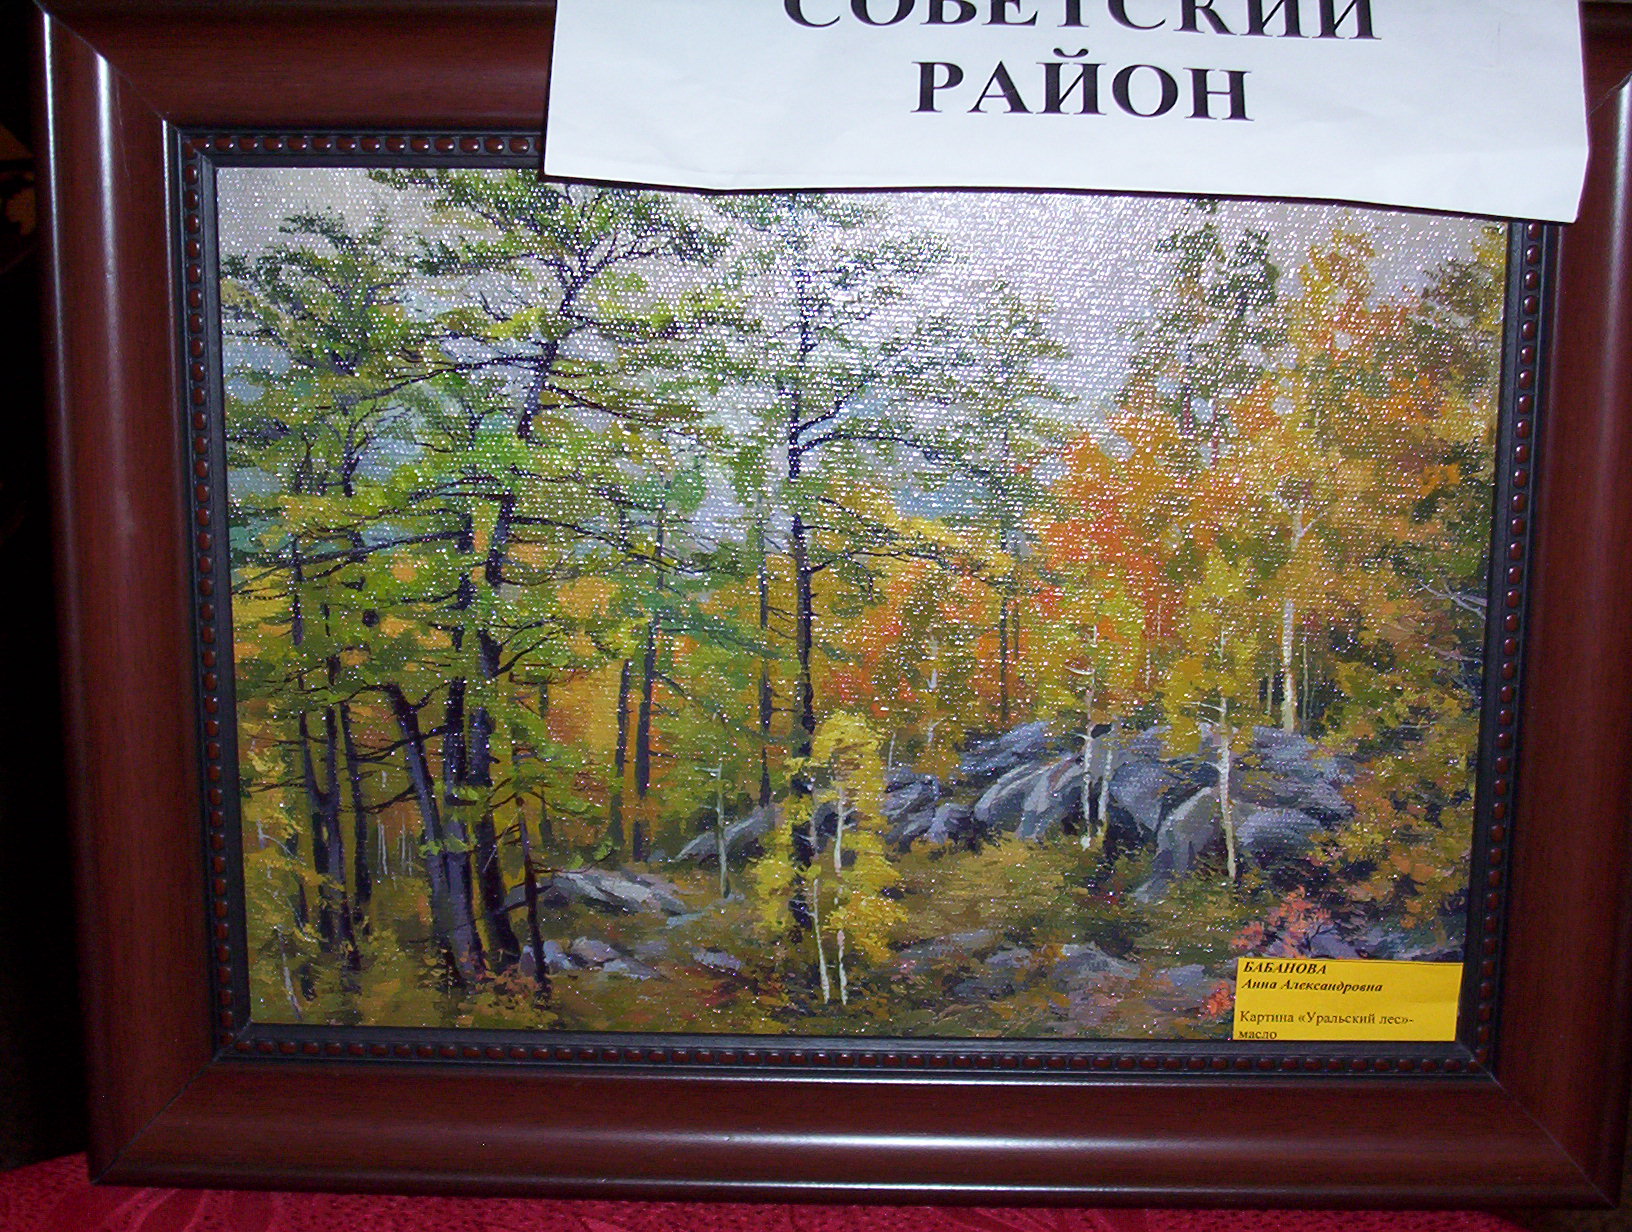 СОВЕТСКИЙ
РАЙОН
БАБАНОВА
Анна Александровна
Картина «Уральский лес»-
масло